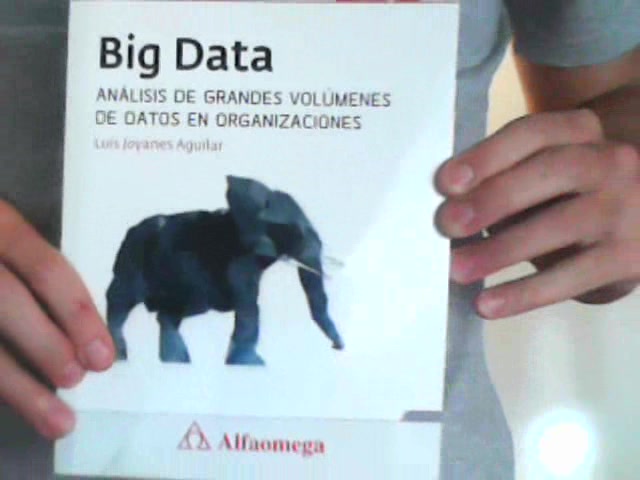 Big Data
ANÁLISIS DE GRANDES VOLÚMENES
DE DATOS EN ORGANIZACIONES
Luis Joyanes Aguilar
Alfaomega